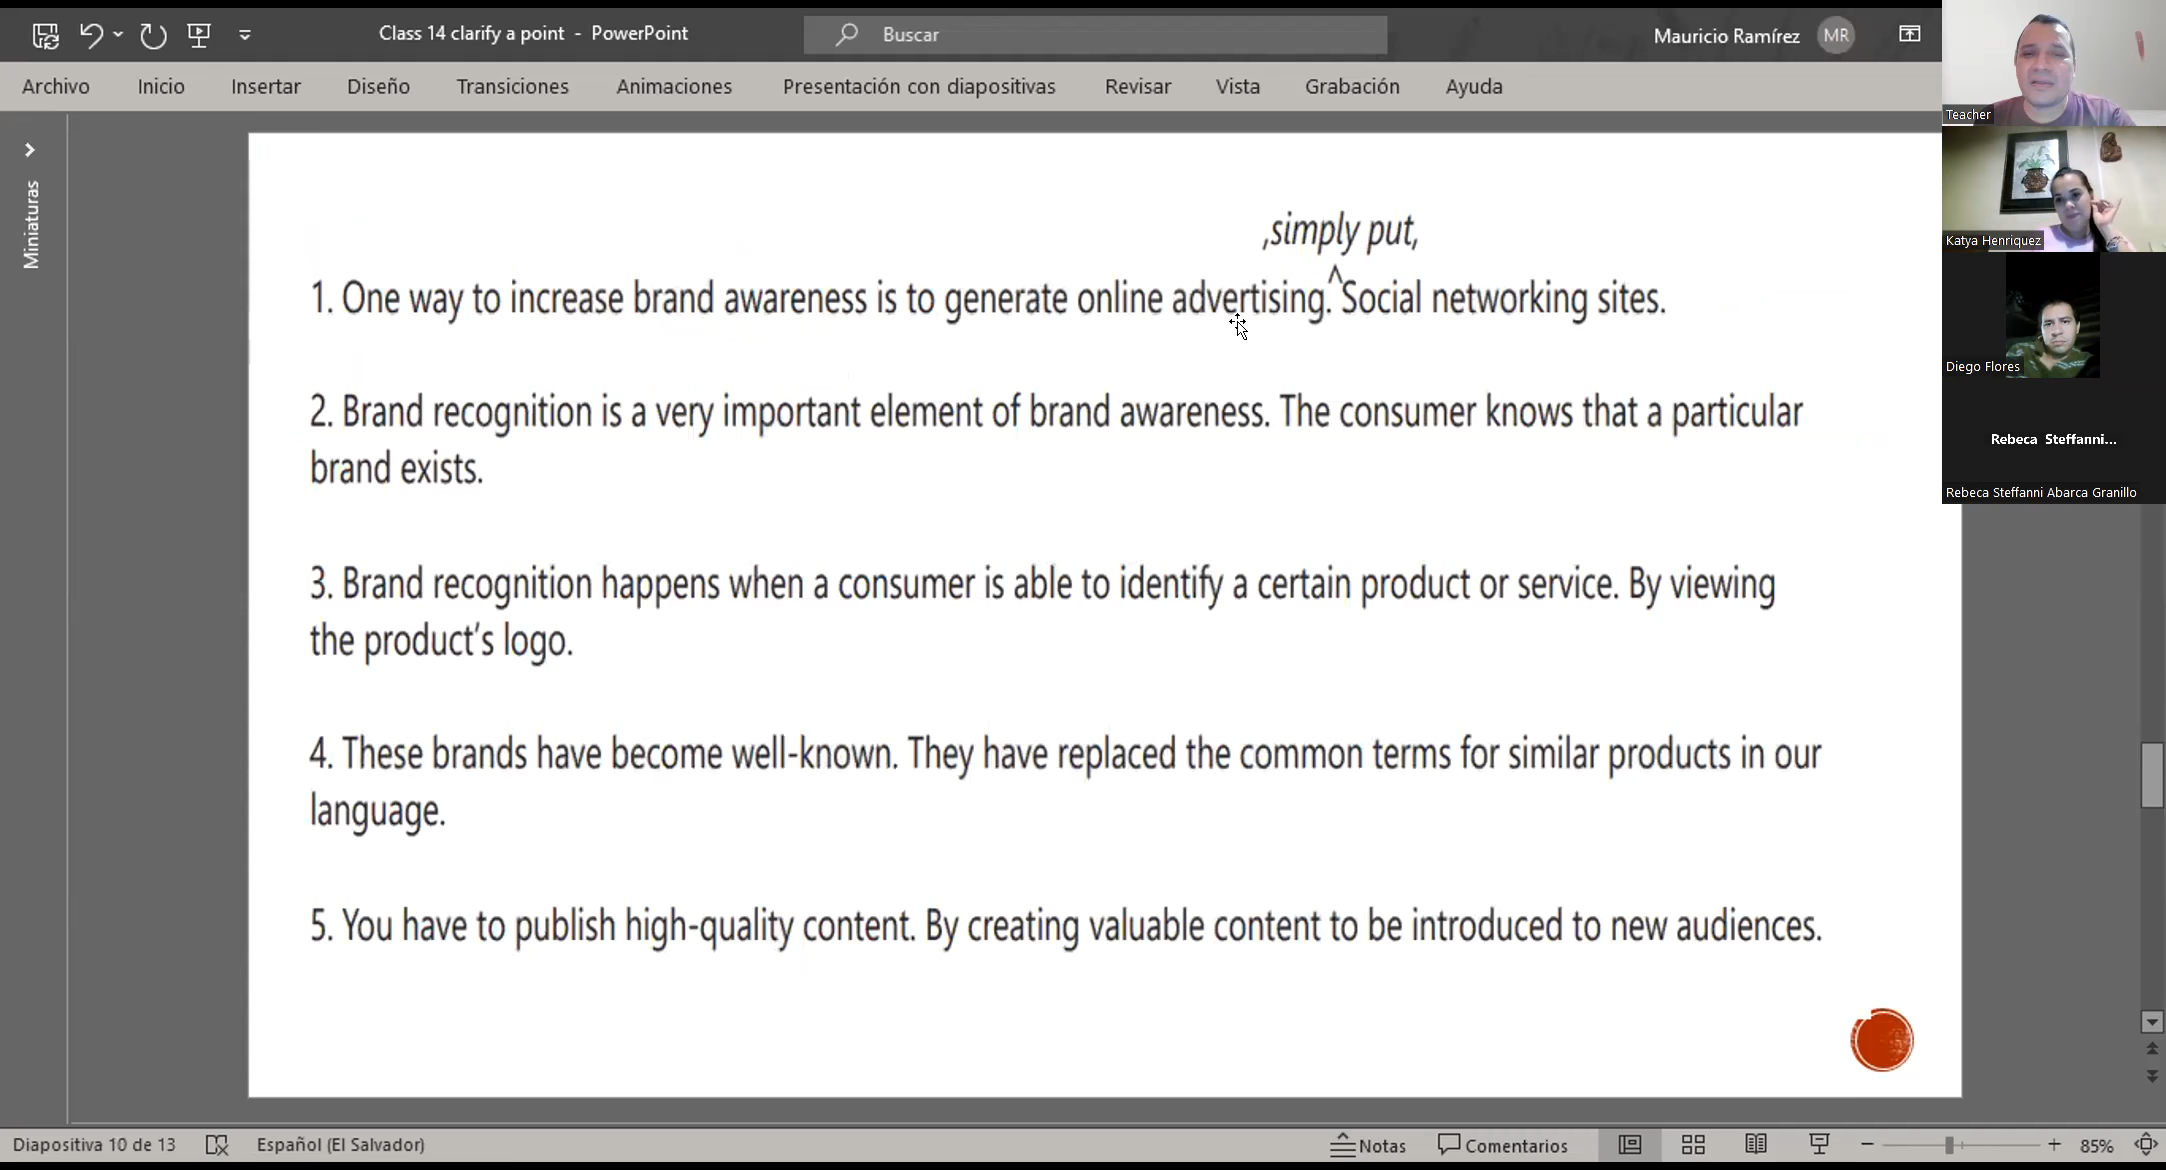 Class 14 clarify a point - PowerPoint
Buscar
Mauricio Ramírez
MR
Archivo Inicio Insertar Diseño Transiciones Animaciones Presentación con diapositivas Revisar Vista Grabación Ayuda
Miniaturas
,simply put,
^
1. One way to increase brand awareness is to generate online advertising. Social networking sites.
2. Brand recognition is a very important element of brand awareness. The consumer knows that a particular
brand exists.
3. Brand recognition happens when a consumer is able to identify a certain product or service. By viewing
the product's logo.
4. These brands have become well-known. They have replaced the common terms for similar products in our
language.
5. You have to publish high-quality content. By creating valuable content to be introduced to new audiences.
Teacher
Katya Henriquez
Diego Flores
Rebeca Steffanni...
Rebeca Steffanni Abarca Granillo
Diapositiva 10 de 13 Español (El Salvador) Notas Comentarios 85%